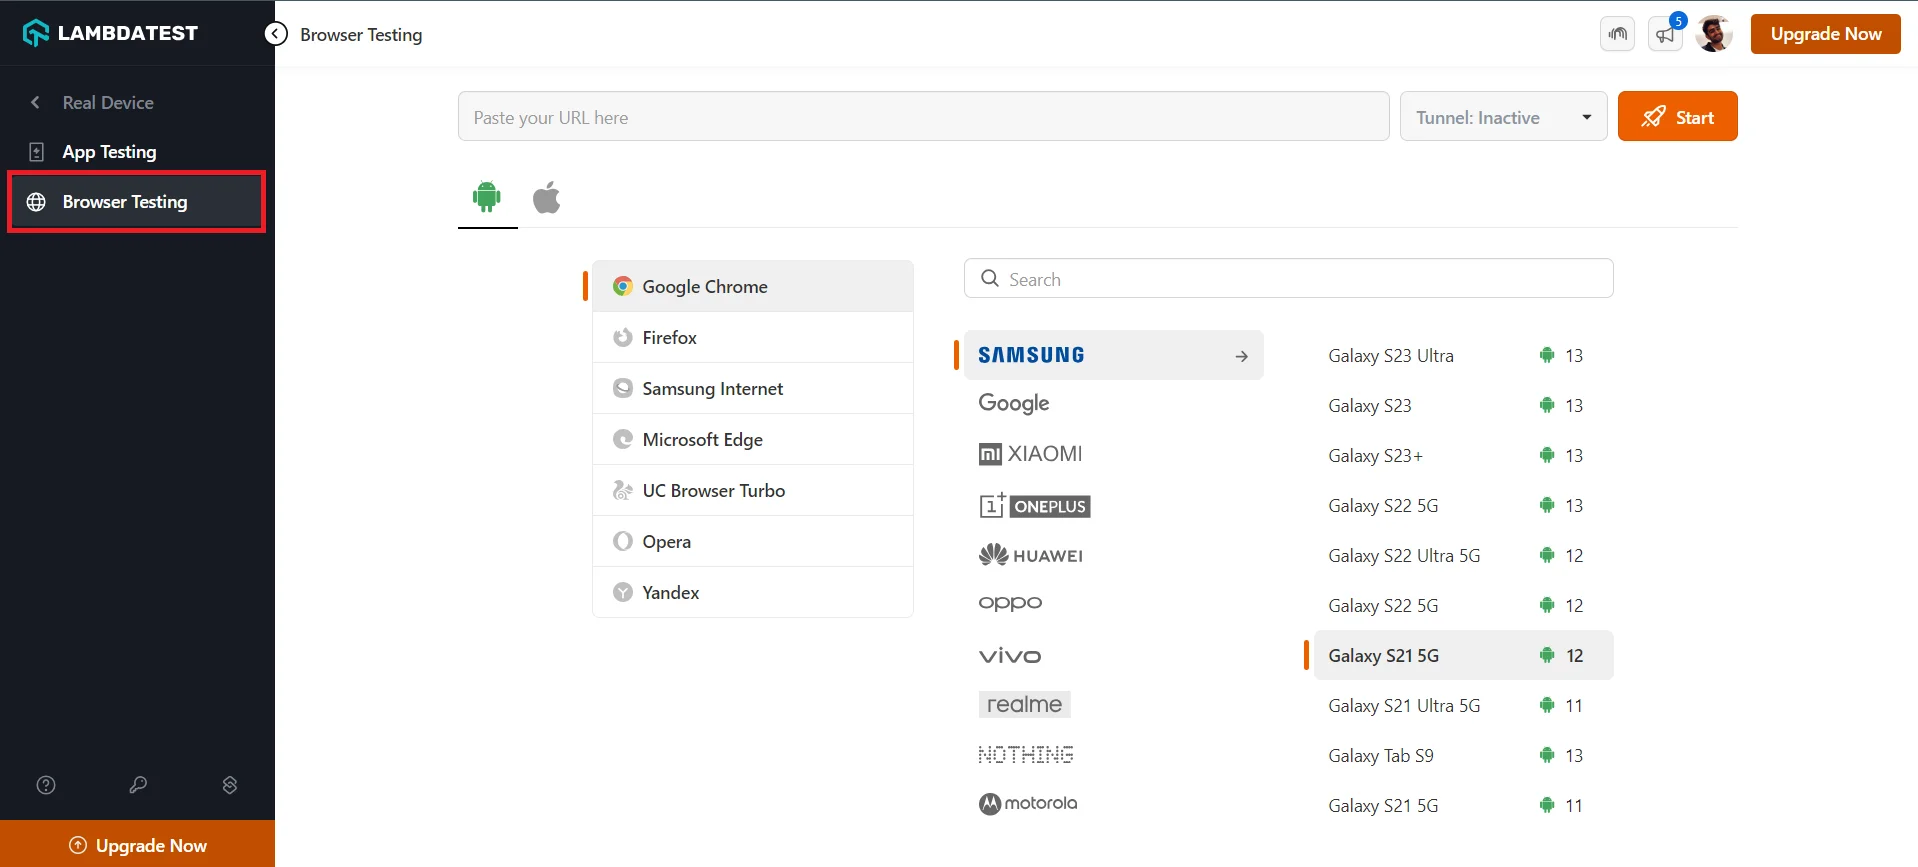 LAMBDATEST
Browser Testing
5
Upgrade Now
Real Device
App Testing
Browser Testing
Paste your URL here
Tunnel: Inactive
Start
Google Chrome
Firefox
Samsung Internet
Microsoft Edge
UC Browser Turbo
Opera
Yandex
Search
SAMSUNG
Google
XIAOMI
ONEPLUS
HUAWEI
oppo
vivo
realme
NOTHING
motorola
Galaxy S23 Ultra 13
Galaxy S23 13
Galaxy S23+ 13
Galaxy S22 5G 13
Galaxy S22 Ultra 5G 12
Galaxy S22 5G 12
Galaxy S21 5G 12
Galaxy S21 Ultra 5G 11
Galaxy Tab S9 13
Galaxy S21 5G 11
Upgrade Now